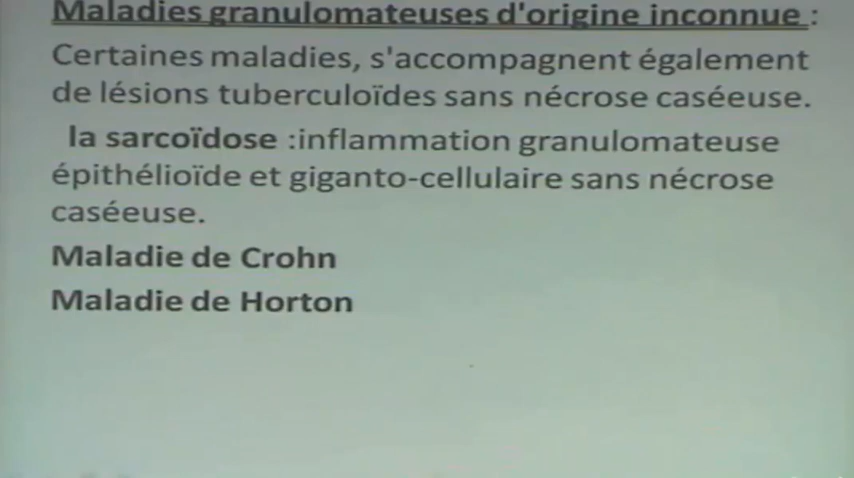 Maladies granulomateuses d'origine inconnue :
Certaines maladies, s'accompagnent également
de lésions tuberculoïdes sans nécrose caséeuse.
la sarcoïdose :inflammation granulomateuse
épithélioïde et giganto-cellulaire sans nécrose
caséeuse.
Maladie de Crohn
Maladie de Horton